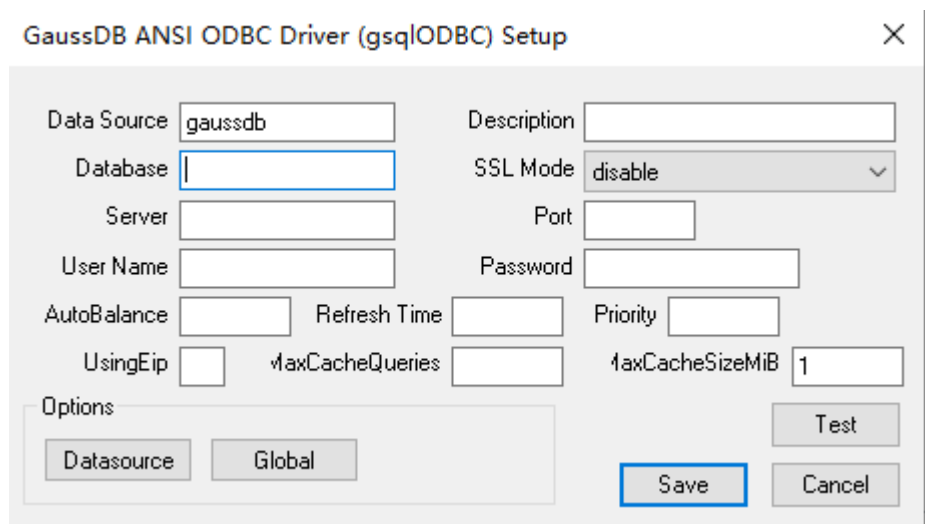 GaussDB ANSI ODBC Driver (gsqlODBC) Setup
Data Source gaussdb Description
Database SSL Mode disable
Server Port
User Name Password
AutoBalance Refresh Time Priority
UsingEip MaxCacheQueries MaxCacheSizeMiB 1
Options
Datasource Global Test
Save Cancel